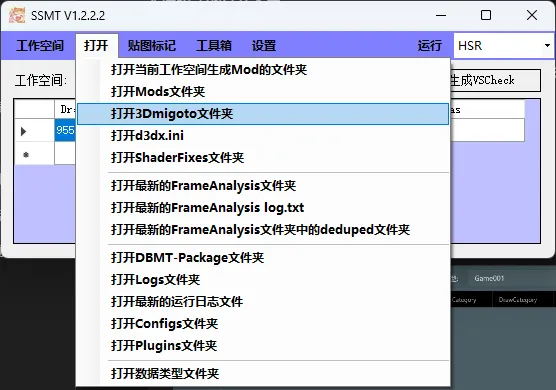 SSMT V1.2.2.2
工作空间 打开 贴图标记 工具箱 设置 运行 HSR
工作空间: 生成VSCheck
打开当前工作空间生成Mod的文件夹
打开Mods文件夹
打开3Dmigoto文件夹
打开d3dx.ini
打开ShaderFixes文件夹
打开最新的FrameAnalysis文件夹
打开最新的FrameAnalysis log.txt
打开最新的FrameAnalysis文件夹中的deduped文件夹
打开DBMT-Package文件夹
打开Logs文件夹
打开最新的运行日志文件
打开Configs文件夹
打开Plugins文件夹
打开数据类型文件夹
Dr as
955
Game001
Category DrawCategory